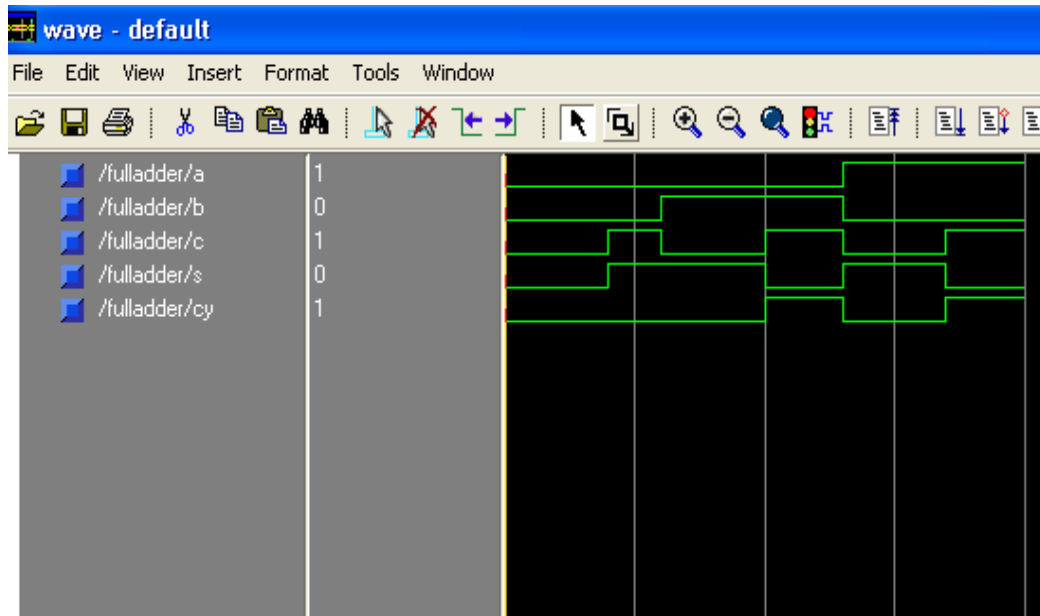 wave - default
File Edit View Insert Format Tools Window
/fulladder/a 1
/fulladder/b 0
/fulladder/c 1
/fulladder/s 0
/fulladder/cy 1